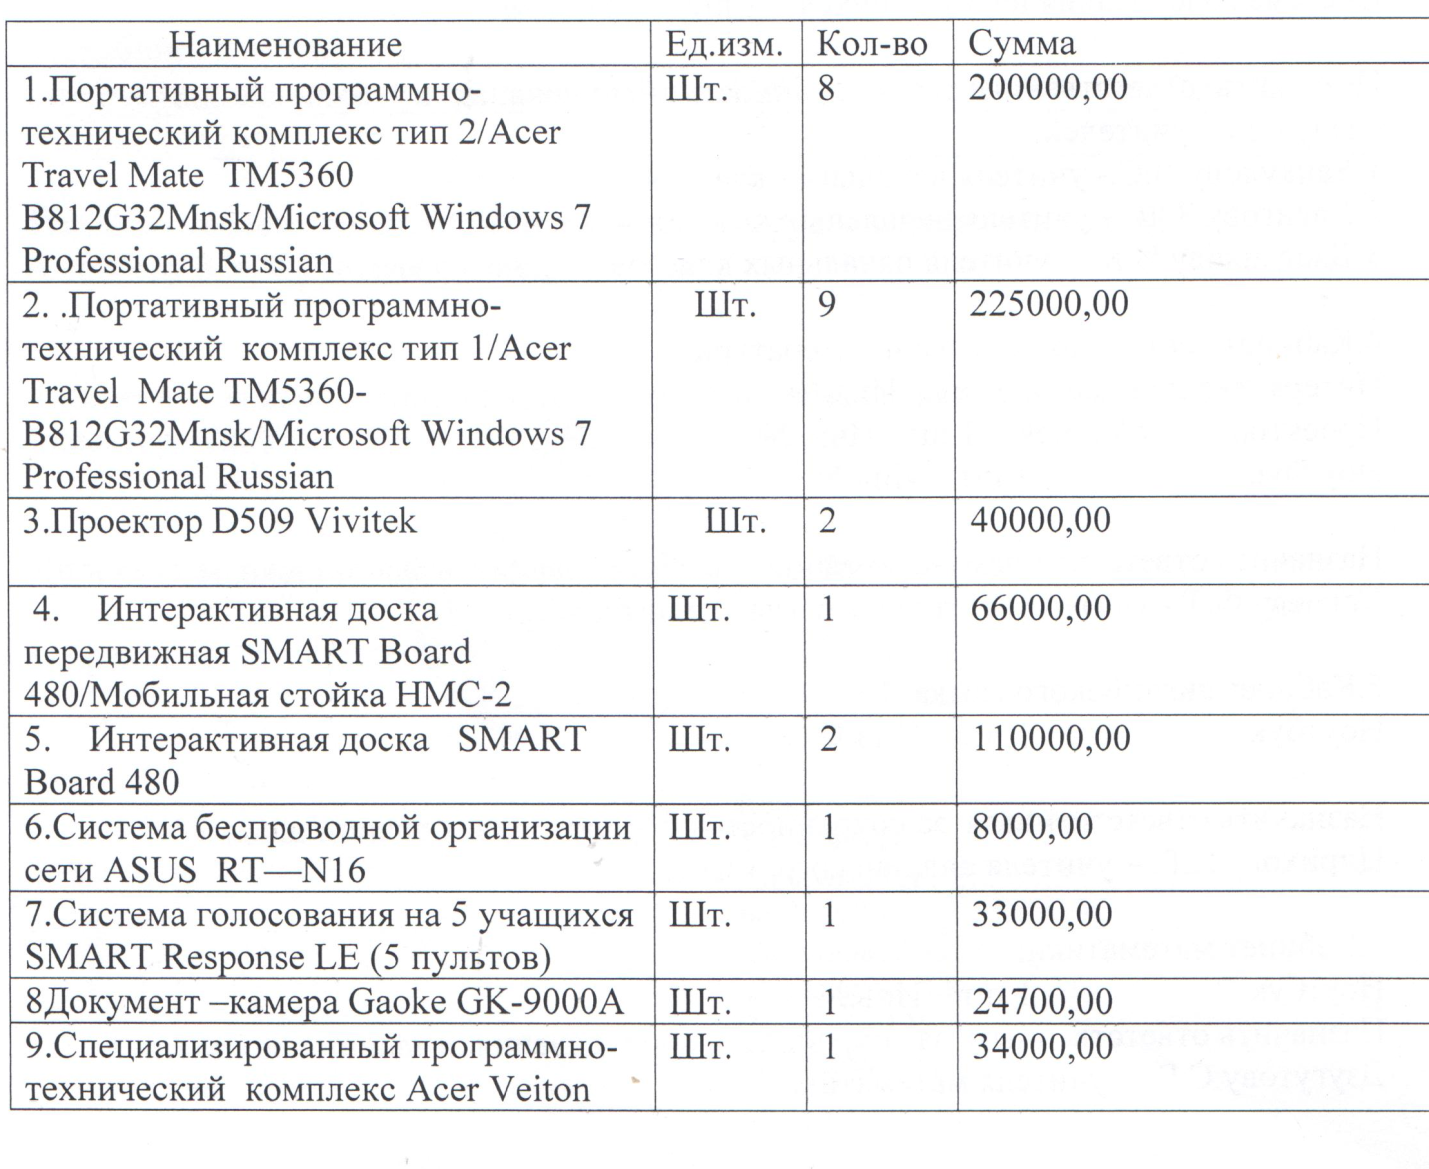 Наименование Ед.изм. Кол-во Сумма
1.Портативный программно- Шт. 8 200000,00
технический комплекс тип 2/Acer
Travel Mate TM5360
B812G32Mnsk/Microsoft Windows 7
Professional Russian
2. .Портативный программно- Шт. 9 225000,00
технический комплекс тип 1/Acer
Travel Mate TM5360-
B812G32Mnsk/Microsoft Windows 7
Professional Russian
3.Проектор D509 Vivitek Шт. 2 40000,00
4. Интерактивная доска Шт. 1 66000,00
передвижная SMART Board
480/Мобильная стойка НМС-2
5. Интерактивная доска SMART Шт. 2 110000,00
Board 480
6.Система беспроводной организации Шт. 1 8000,00
сети ASUS RT—N16
7.Система голосования на 5 учащихся Шт. 1 33000,00
SMART Response LE (5 пультов)
8Документ –камера Gaoke GK-9000A Шт. 1 24700,00
9.Специализированный программно- Шт. 1 34000,00
технический комплекс Acer Veiton